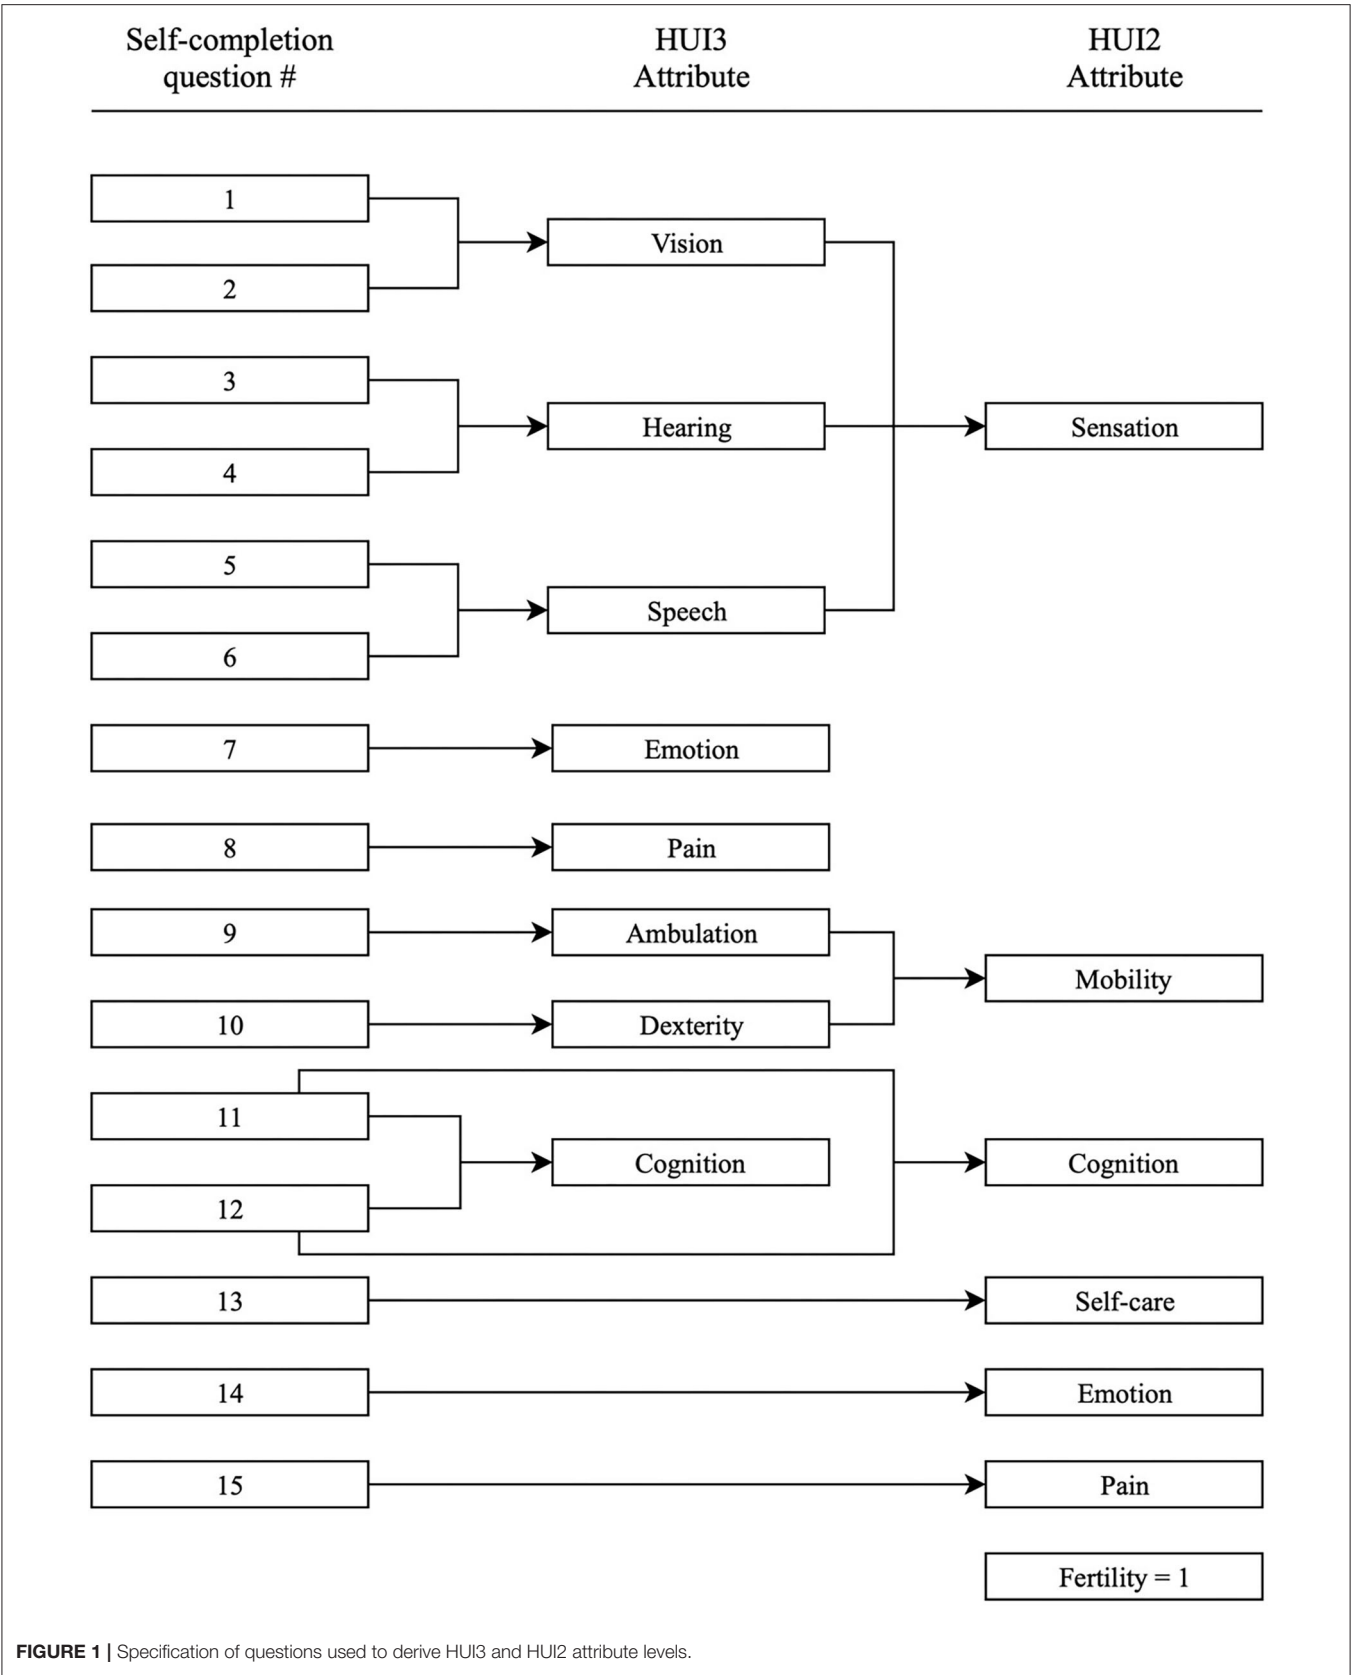 Self-completion
question #
HUI3
Attribute
HUI2
Attribute
1
2
Vision
3
4
Hearing
Sensation
5
6
Speech
7
Emotion
8
Pain
9
Ambulation
Mobility
10
Dexterity
11
Cognition
Cognition
12
13
Self-care
14
Emotion
15
Pain
Fertility = 1
FIGURE 1 | Specification of questions used to derive HUI3 and HUI2 attribute levels.